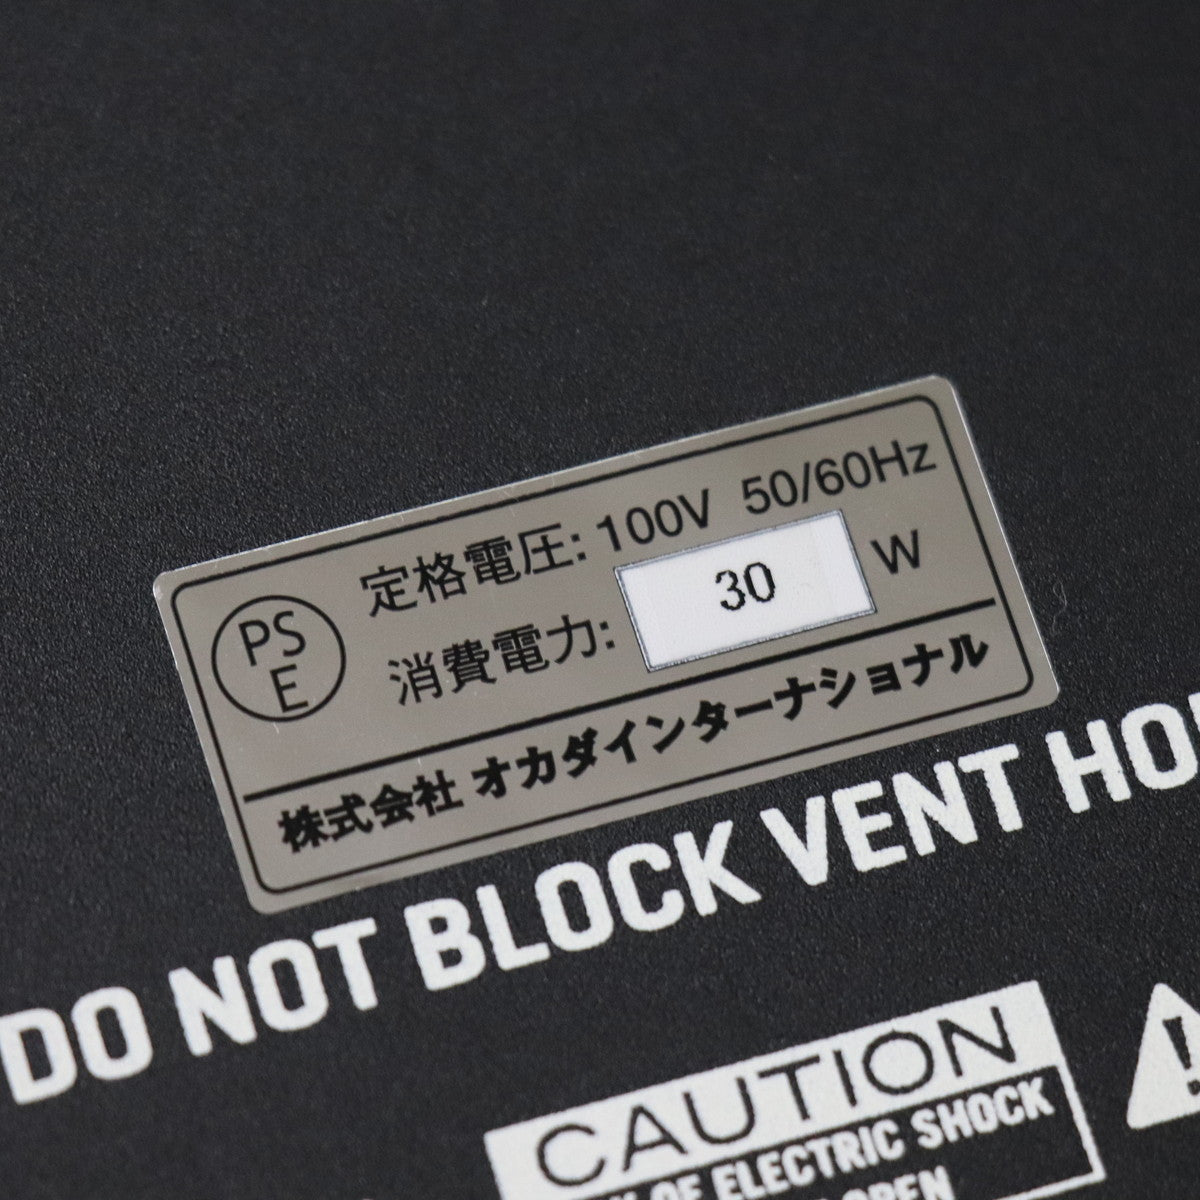 PS
E
定格電圧: 100V 50/60Hz
消費電力: 30 W
株式会社 オカダインターナショナル
DO NOT BLOCK VENT
CAUTION
OF ELECTRIC SHOCK
OPEN